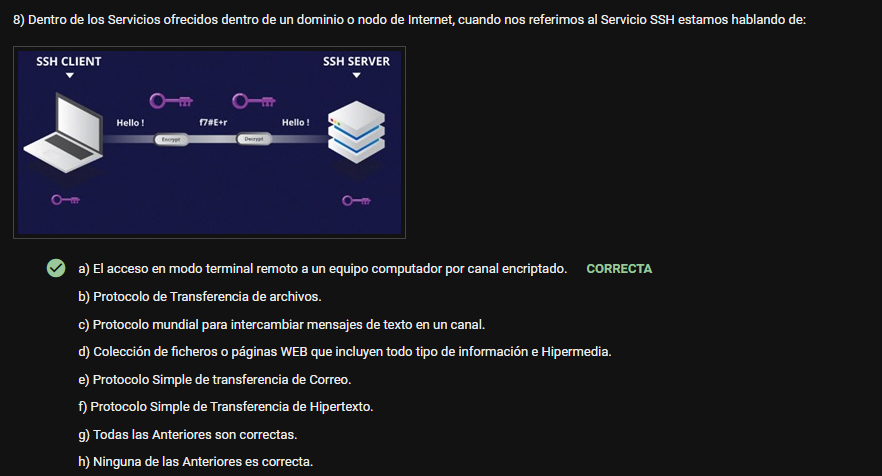 8) Dentro de los Servicios ofrecidos dentro de un dominio o nodo de Internet, cuando nos referimos al Servicio SSH estamos hablando de:
SSH CLIENT SSH SERVER
Hello ! f7#E+r Hello !
Encrypt Decrypt
a) El acceso en modo terminal remoto a un equipo computador por canal encriptado. CORRECTA
b) Protocolo de Transferencia de archivos.
c) Protocolo mundial para intercambiar mensajes de texto en un canal.
d) Colección de ficheros o páginas WEB que incluyen todo tipo de información e Hipermedia.
e) Protocolo Simple de transferencia de Correo.
f) Protocolo Simple de Transferencia de Hipertexto.
g) Todas las Anteriores son correctas.
h) Ninguna de las Anteriores es correcta.